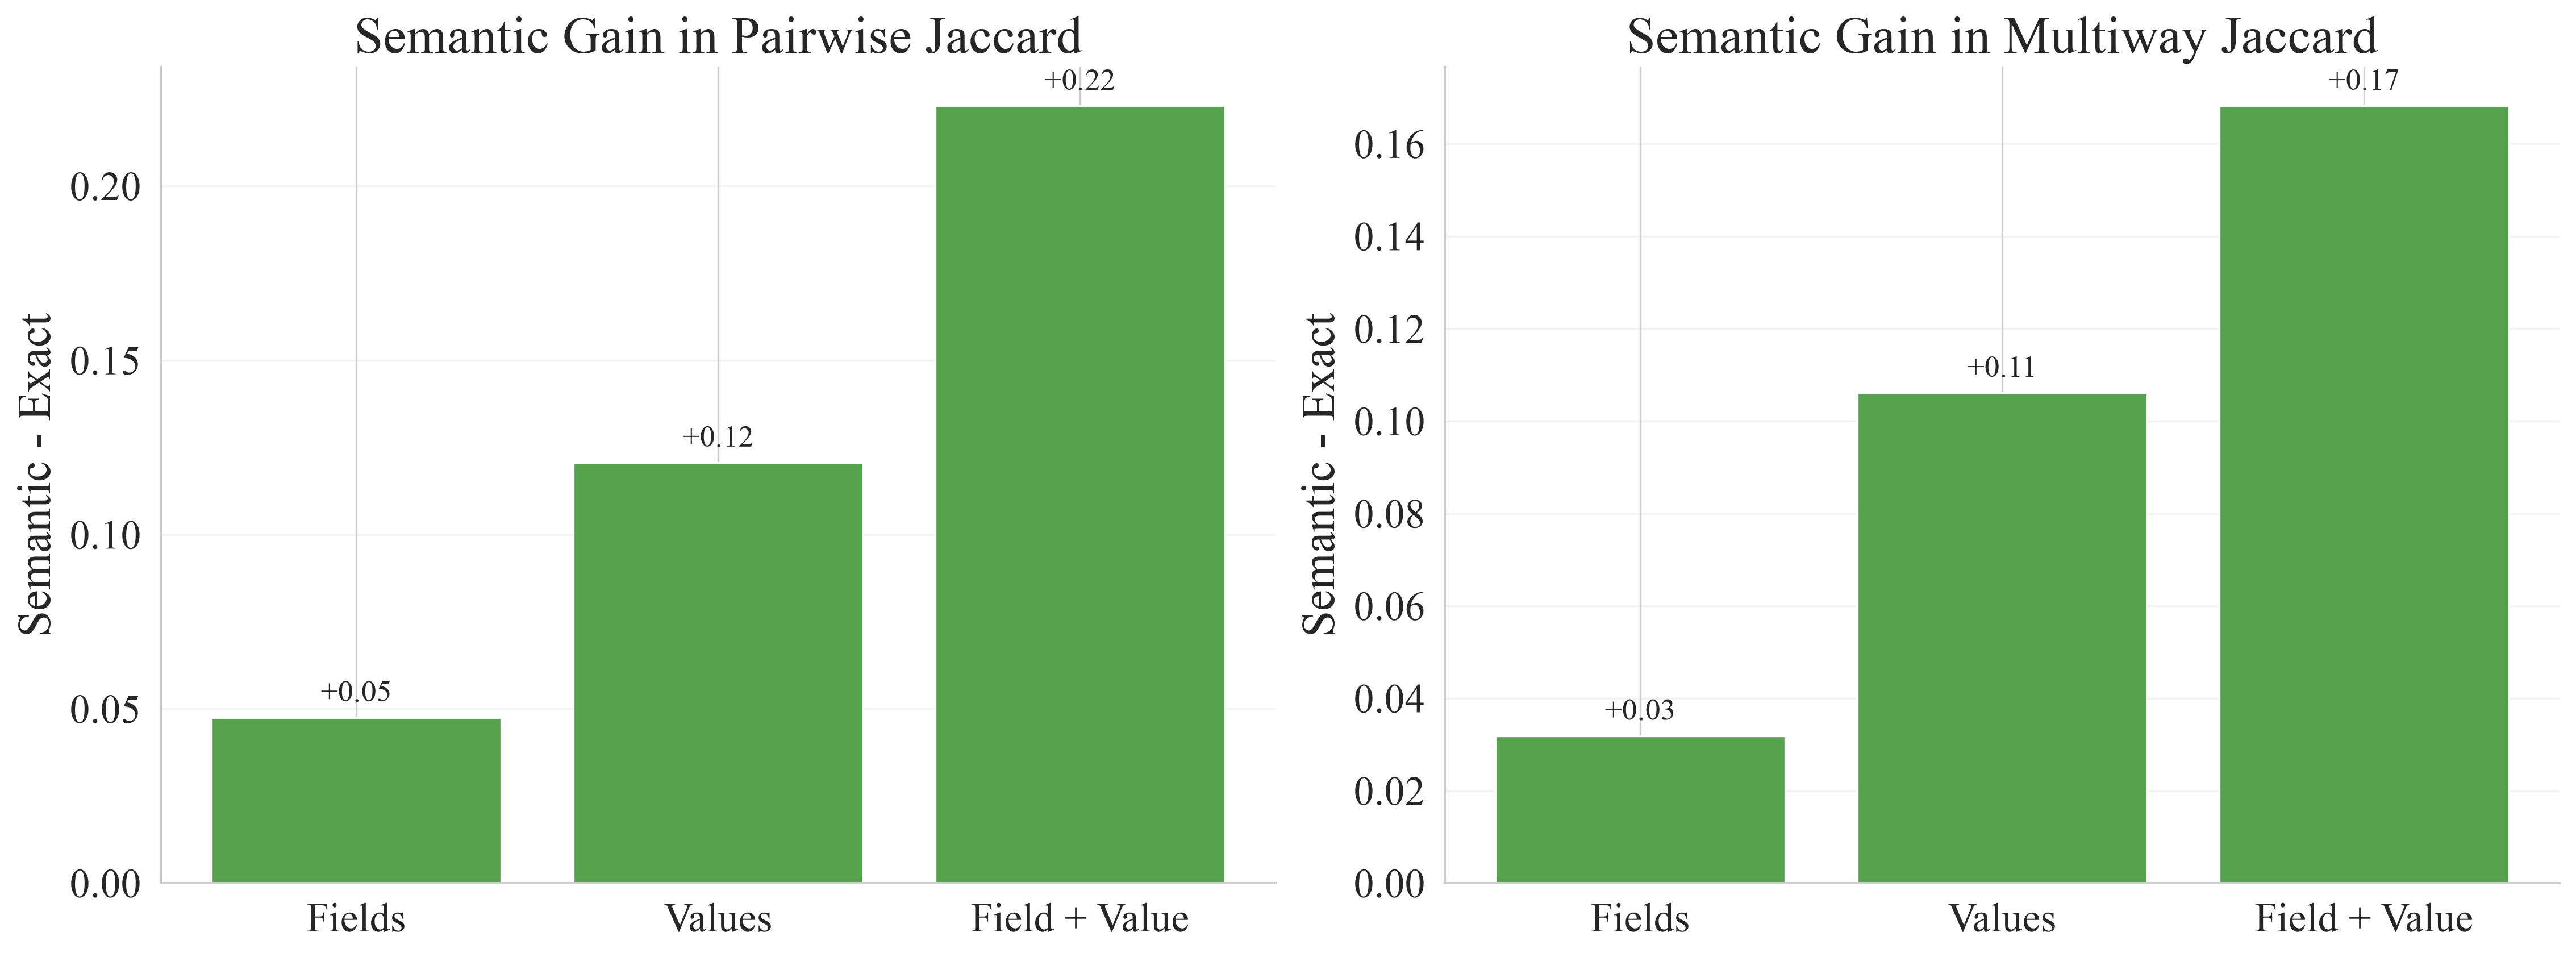 Semantic Gain in Pairwise Jaccard
Semantic - Exact
0.20
0.15
0.10
0.05
0.00
+0.05
+0.12
+0.22
Fields
Values
Field + Value
Semantic Gain in Multiway Jaccard
Semantic - Exact
0.16
0.14
0.12
0.10
0.08
0.06
0.04
0.02
0.00
+0.03
+0.11
+0.17
Fields
Values
Field + Value